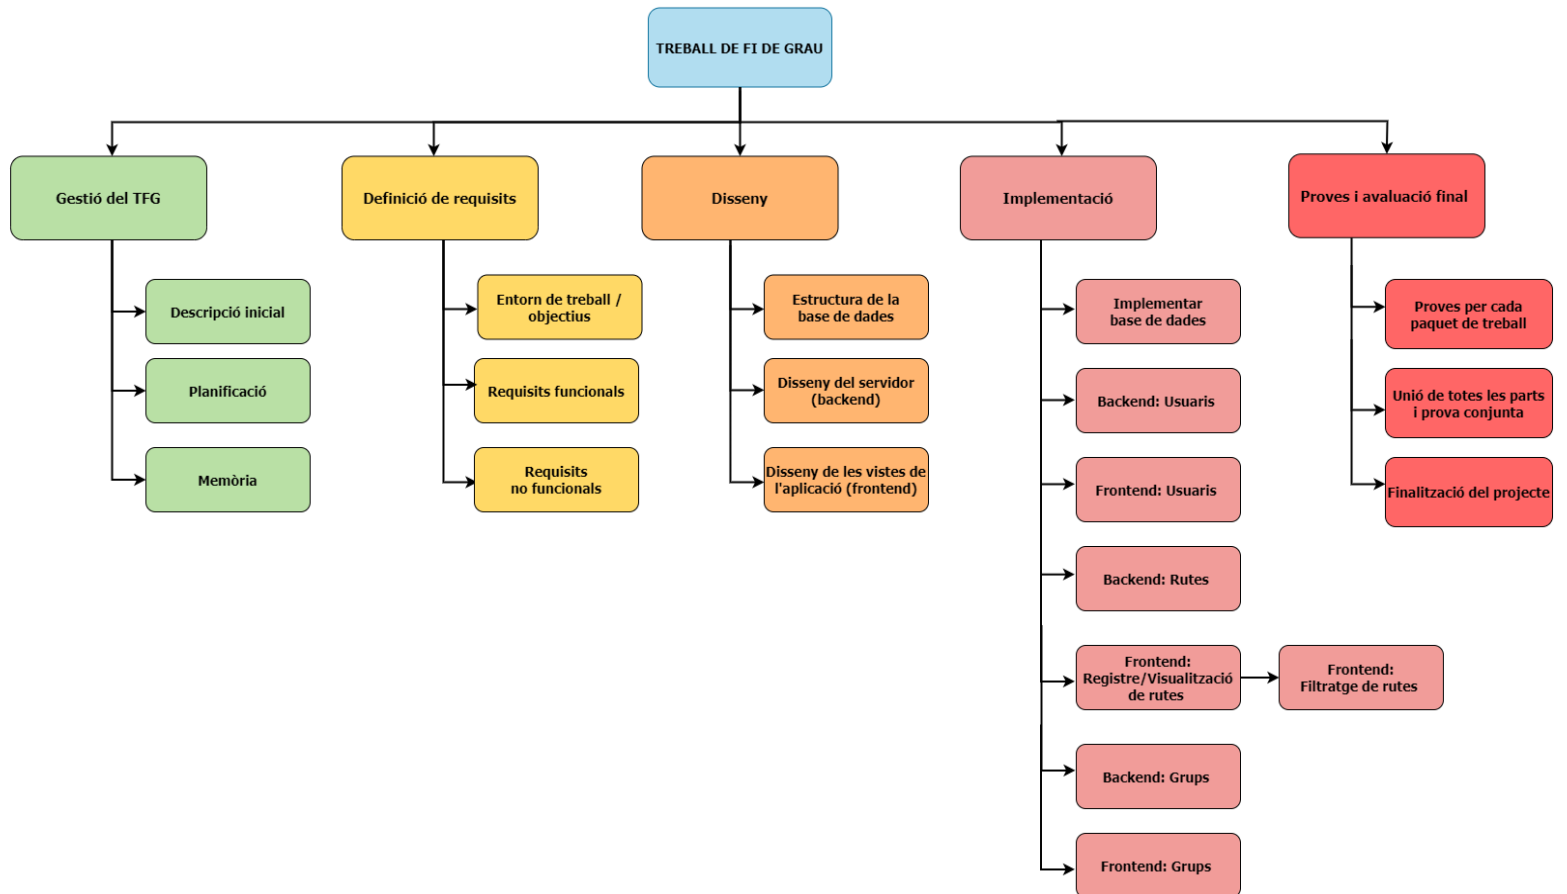 TREBALL DE FI DE GRAU
Gestió del TFG
Definició de requisits
Disseny
Implementació
Proves i avaluació final
Descripció inicial
Planificació
Memòria
Entorn de treball /
objectius
Requisits funcionals
Requisits
no funcionals
Estructura de la
base de dades
Disseny del servidor
(backend)
Disseny de les vistes de
l'aplicació (frontend)
Implementar
base de dades
Backend: Usuaris
Frontend: Usuaris
Backend: Rutes
Frontend:
Registre/Visualització
de rutes
Frontend:
Filtratge de rutes
Backend: Grups
Frontend: Grups
Proves per cada
paquet de treball
Unió de totes les parts
i prova conjunta
Finalització del projecte